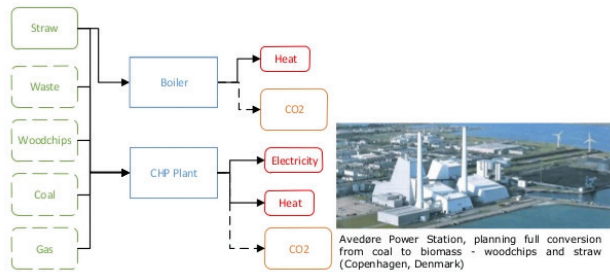 Straw
Waste
Woodchips
Coal
Gas
Boiler
CHP Plant
Heat
CO2
Electricity
Heat
CO2
Avedøre Power Station, planning full conversion
from coal to biomass - woodchips and straw
(Copenhagen, Denmark)